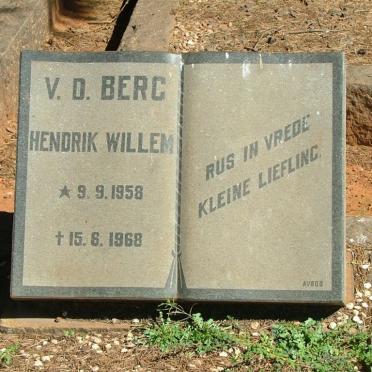 V. D. BERG
HENDRIK WILLEM
★ 9.9.1958
✝ 15.6.1968
RUS IN VREDE
KLEINE LIEFLING.
AVBOB